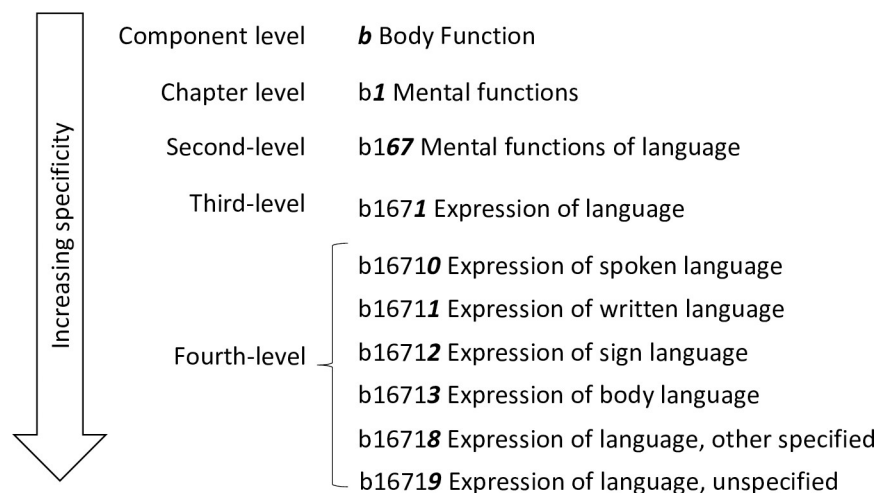 Increasing specificity
Component level b Body Function
Chapter level b1 Mental functions
Second-level b167 Mental functions of language
Third-level b1671 Expression of language
b16710 Expression of spoken language
b16711 Expression of written language
b16712 Expression of sign language
Fourth-level
b16713 Expression of body language
b16718 Expression of language, other specified
b16719 Expression of language, unspecified